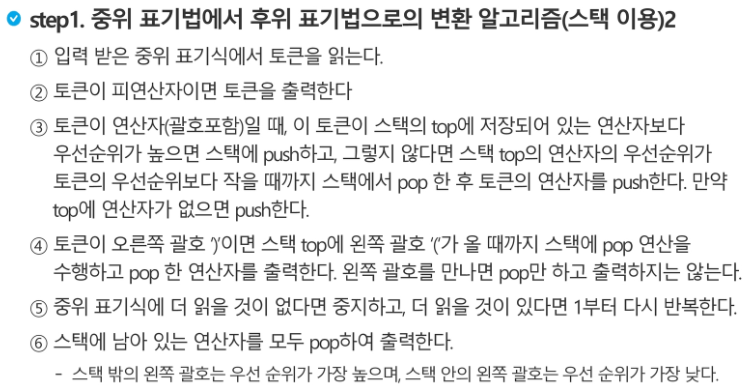 step1. 중위 표기법에서 후위 표기법으로의 변환 알고리즘(스택 이용)2
① 입력 받은 중위 표기식에서 토큰을 읽는다.
② 토큰이 피연산자이면 토큰을 출력한다
③ 토큰이 연산자(괄호포함)일 때, 이 토큰이 스택의 top에 저장되어 있는 연산자보다
우선순위가 높으면 스택에 push하고, 그렇지 않다면 스택 top의 연산자의 우선순위가
토큰의 우선순위보다 작을 때까지 스택에서 pop 한 후 토큰의 연산자를 push한다. 만약
top에 연산자가 없으면 push한다.
④ 토큰이 오른쪽 괄호 ')'이면 스택 top에 왼쪽 괄호 '('가 올 때까지 스택에 pop 연산을
수행하고 pop 한 연산자를 출력한다. 왼쪽 괄호를 만나면 pop만 하고 출력하지는 않는다.
⑤ 중위 표기식에 더 읽을 것이 없다면 중지하고, 더 읽을 것이 있다면 1부터 다시 반복한다.
⑥ 스택에 남아 있는 연산자를 모두 pop하여 출력한다.
- 스택 밖의 왼쪽 괄호는 우선 순위가 가장 높으며, 스택 안의 왼쪽 괄호는 우선 순위가 가장 낮다.